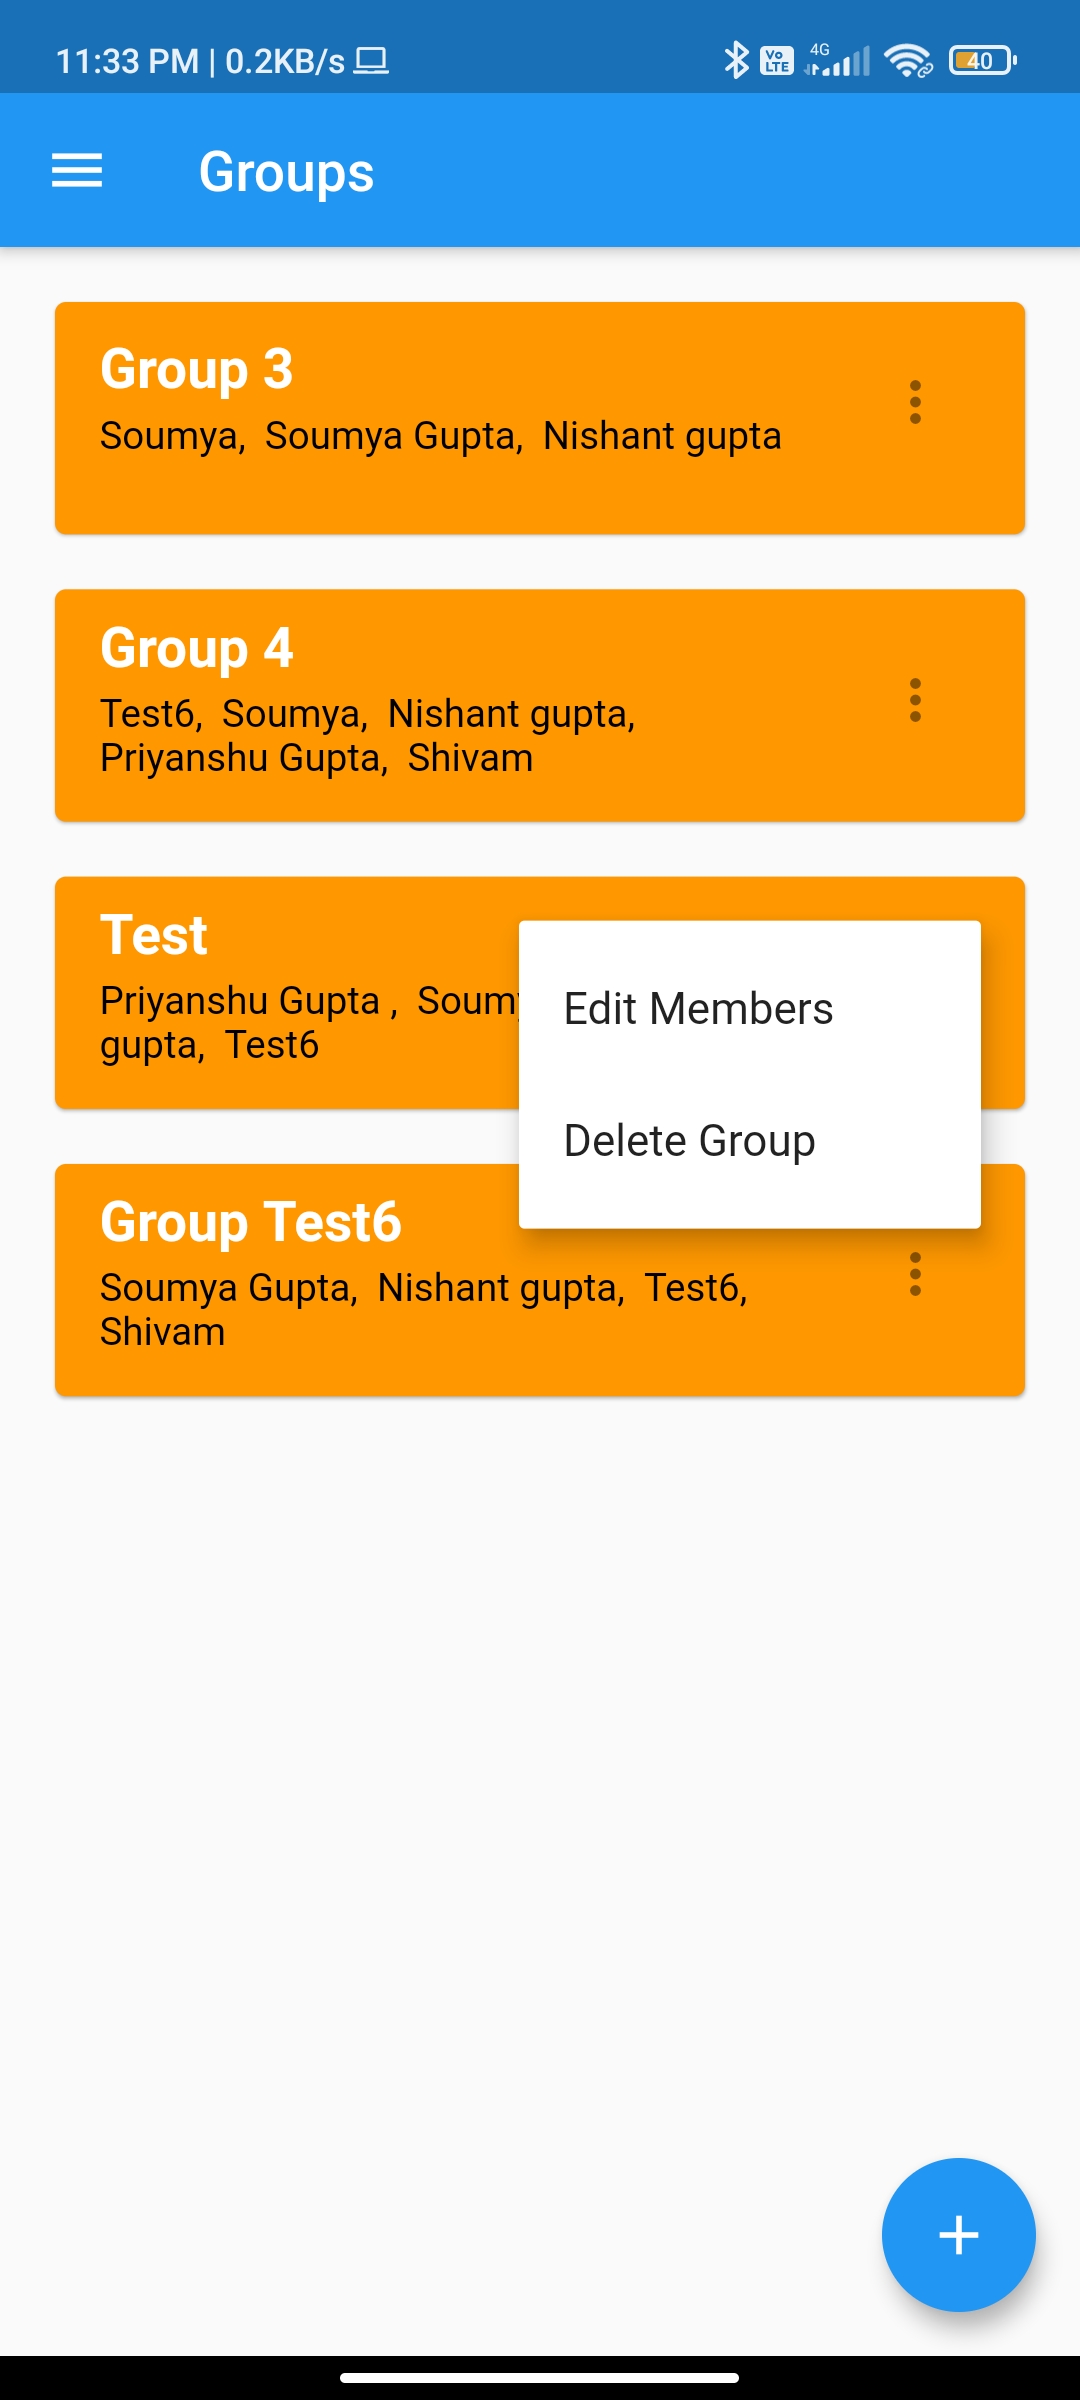 11:33 PM | 0.2KB/s
Vo LTE 4G 40
Groups
Group 3
Soumya,  Soumya Gupta,  Nishant gupta
Group 4
Test6,  Soumya,  Nishant gupta,
Priyanshu Gupta,  Shivam
Test
Priyanshu Gupta ,
gupta,  Test6
Edit Members
Delete Group
Group Test6
Soumya Gupta,  Nishant gupta,  Test6,
Shivam